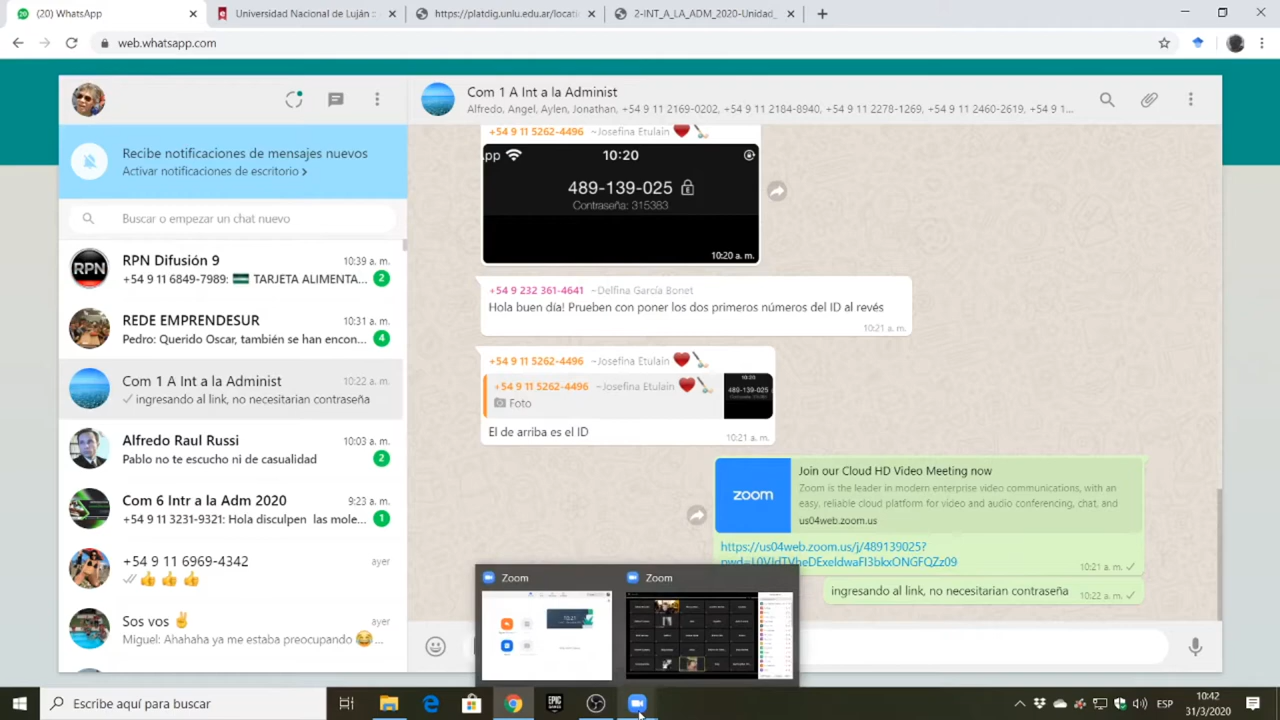 (20) WhatsApp
Universidad Nacional de Luján ::
https://platdig.unlu.edu.ar/locati
2-INT_A_LA_ADM_2020-Unidad_
web.whatsapp.com
Recibe notificaciones de mensajes nuevos
Activar notificaciones de escritorio >
Buscar o empezar un chat nuevo
RPN
RPN Difusión 9
10:39 a. m.
+54 9 11 6849-7989: TARJETA ALIMENTA...
2
REDE EMPRENDESUR
10:31 a. m.
Pedro: Querido Oscar, también se han encon...
4
Com 1 A Int a la Administ
10:22 a. m.
ingresando al link, no necesitarian contraseña
Alfredo Raul Russi
10:03 a. m.
Pablo no te escucho ni de casualidad
2
Com 6 Intr a la Adm 2020
+54 9 11 3231-9321: Hola disculpen las mole...
1
+54 9 11 6969-4342
ayer
Sos vos
ayer
Miguel: Ahahaha ya me estaba preocupando
Com 1 A Int a la Administ
Alfredo, Angel, Aylen, Jonathan, +54 9 11 2169-0202, +54 9 11 2184-8940, +54 9 11 2278-1269, +54 9 11 2460-2619, +54 9 1...
+54 9 11 5262-4496 ~Josefina Etulain
pp
10:20
489-139-025
Contraseña: 315383
10:20 a. m.
+54 9 232 361-4641 ~Delfina García Bonet
Hola buen día! Prueben con poner los dos primeros números del ID al revés
10:21 a. m.
+54 9 11 5262-4496 ~Josefina Etulain
+54 9 11 5262-4496 ~Josefina Etulain
Foto
10:20
489-139-025
El de arriba es el ID
10:21 a. m.
zoom
Join our Cloud HD Video Meeting now
Zoom is the leader in modern enterprise video communications, with an
easy, reliable cloud platform for video and audio conferencing, chat, and
us04web.zoom.us
https://us04web.zoom.us/j/489139025?
10:21 a. m.
ingresando al link, no necesitarian contraseña
10:22 a. m.
Zoom
Zoom
Escribe aquí para buscar
EPIC
GAMES
ESP
10:42
31/3/2020